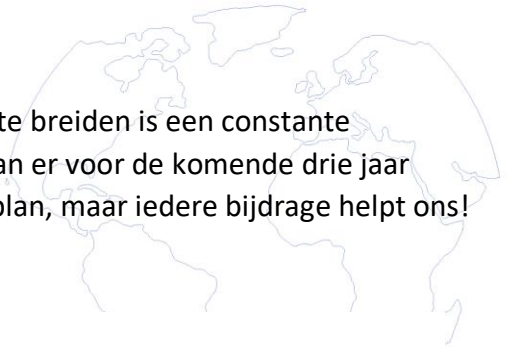 te breiden is een constante
an er voor de komende drie jaar
plan, maar iedere bijdrage helpt ons!